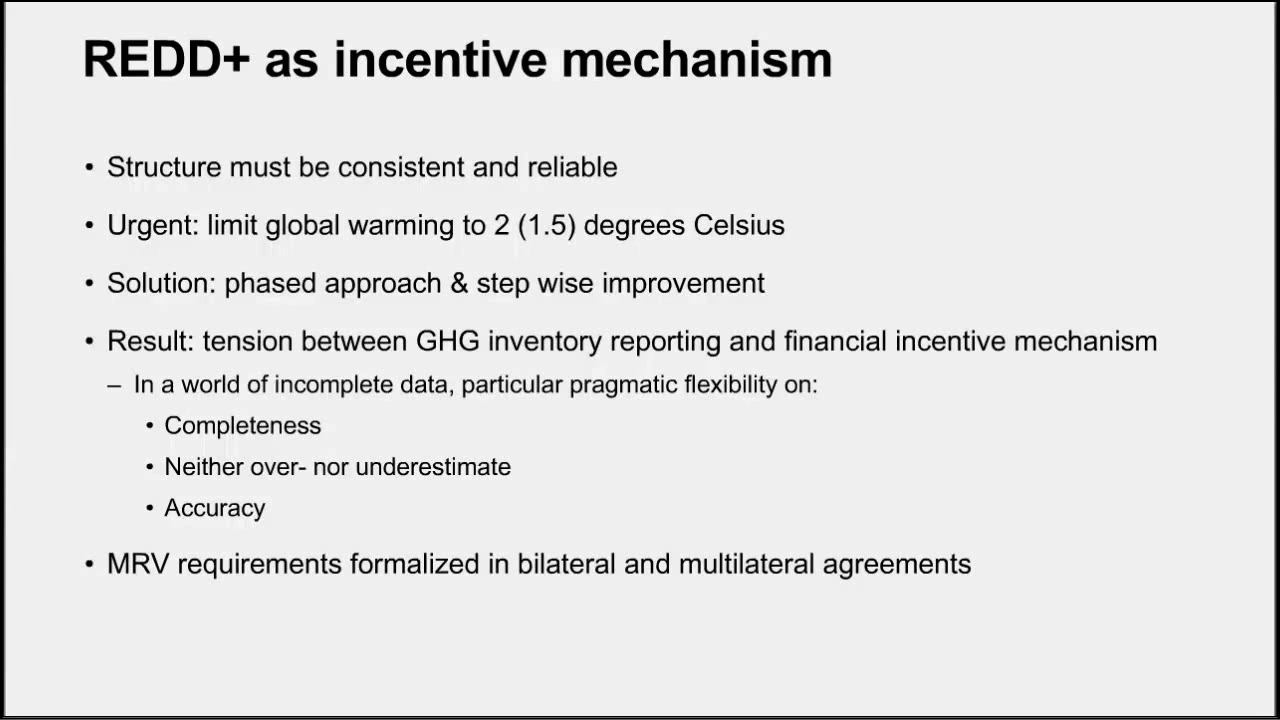 REDD+ as incentive mechanism
• Structure must be consistent and reliable
• Urgent: limit global warming to 2 (1.5) degrees Celsius
• Solution: phased approach & step wise improvement
• Result: tension between GHG inventory reporting and financial incentive mechanism
– In a world of incomplete data, particular pragmatic flexibility on:
• Completeness
• Neither over- nor underestimate
• Accuracy
• MRV requirements formalized in bilateral and multilateral agreements